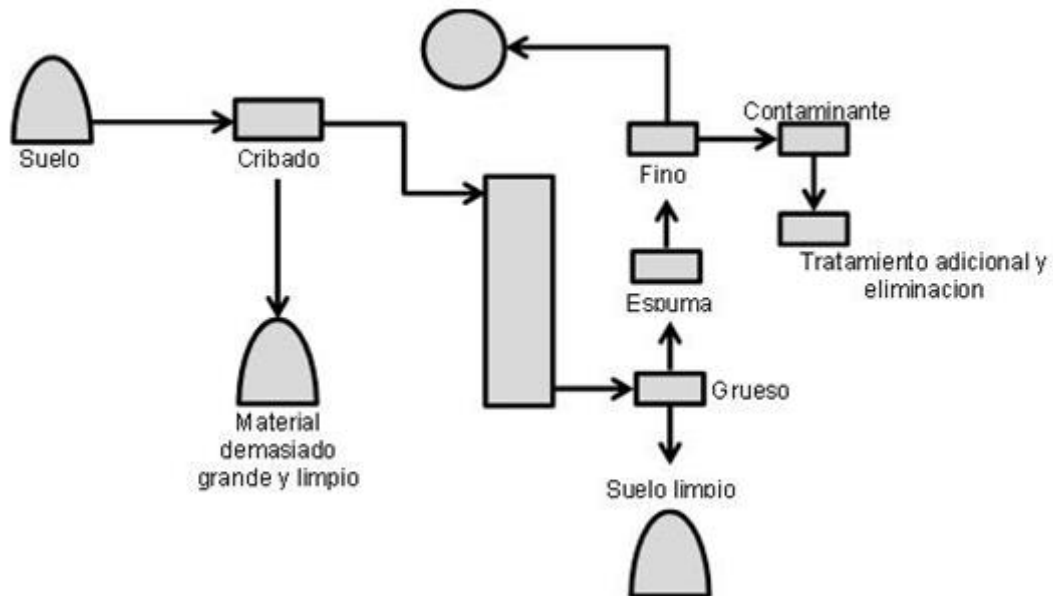 Suelo
Cribado
Material
demasiado
grande y limpio
Contaminante
Fino
Tratamiento adicional y
eliminacion
Espuma
Grueso
Suelo limpio